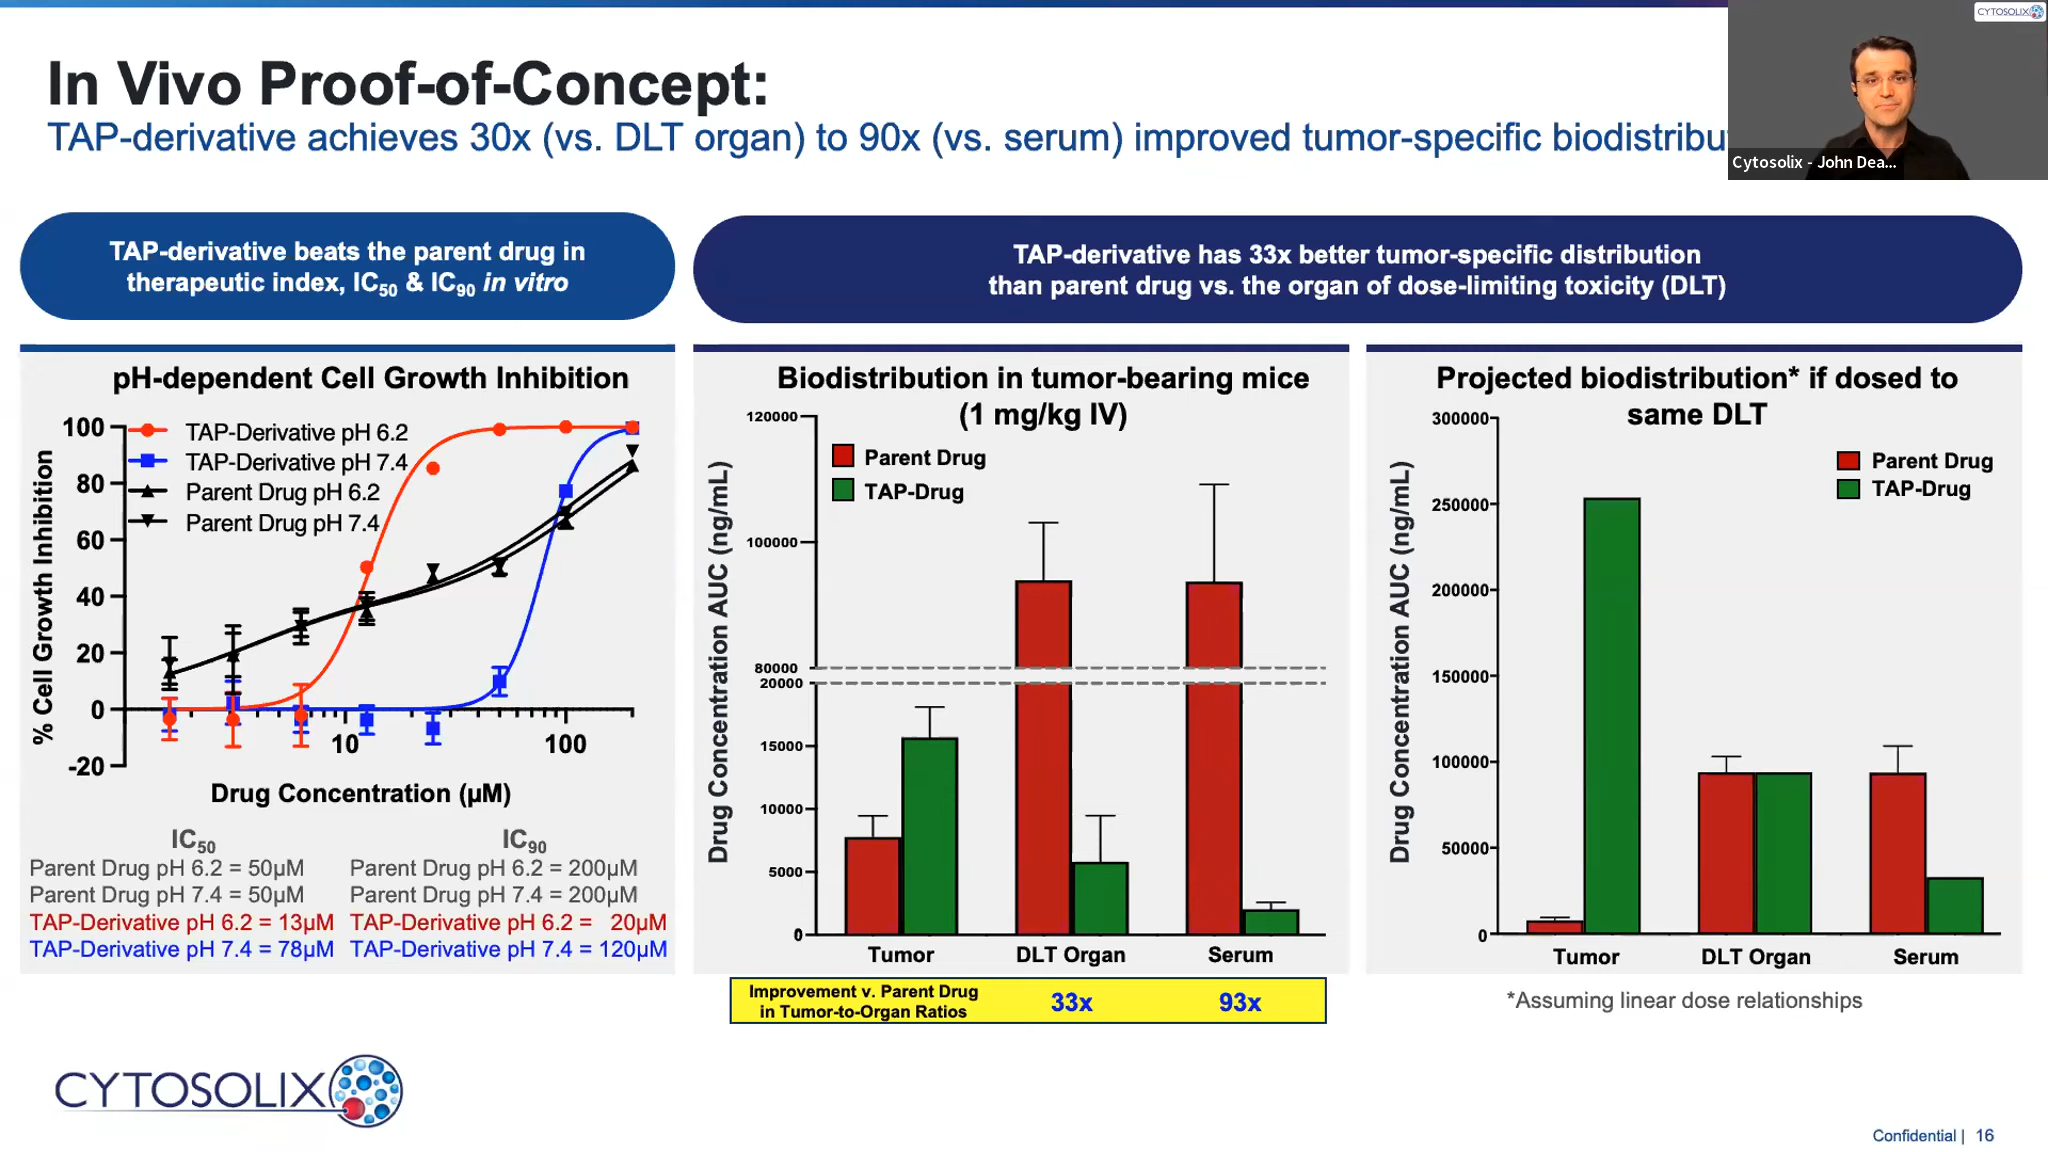 CYTOSOLIX
In Vivo Proof-of-Concept:
TAP-derivative achieves 30x (vs. DLT organ) to 90x (vs. serum) improved tumor-specific biodistribu
Cytosolix - John Dea...
TAP-derivative beats the parent drug in
therapeutic index, IC50 & IC90 in vitro
TAP-derivative has 33x better tumor-specific distribution
than parent drug vs. the organ of dose-limiting toxicity (DLT)
pH-dependent Cell Growth Inhibition
TAP-Derivative pH 6.2
TAP-Derivative pH 7.4
Parent Drug pH 6.2
Parent Drug pH 7.4
% Cell Growth Inhibition
100
80
60
40
20
0
-20
10
100
Drug Concentration (µM)
IC50
Parent Drug pH 6.2 = 50µM
Parent Drug pH 7.4 = 50µM
TAP-Derivative pH 6.2 = 13µM
TAP-Derivative pH 7.4 = 78µM
IC90
Parent Drug pH 6.2 = 200µM
Parent Drug pH 7.4 = 200µM
TAP-Derivative pH 6.2 = 20µM
TAP-Derivative pH 7.4 = 120µM
Biodistribution in tumor-bearing mice
(1 mg/kg IV)
Parent Drug
TAP-Drug
Drug Concentration AUC (ng/mL)
120000
100000
80000
20000
15000
10000
5000
0
Tumor
DLT Organ
Serum
Improvement v. Parent Drug
in Tumor-to-Organ Ratios
33x
93x
Projected biodistribution* if dosed to
same DLT
Parent Drug
TAP-Drug
Drug Concentration AUC (ng/mL)
300000
250000
200000
150000
100000
50000
0
Tumor
DLT Organ
Serum
*Assuming linear dose relationships
CYTOSOLIX
Confidential | 16